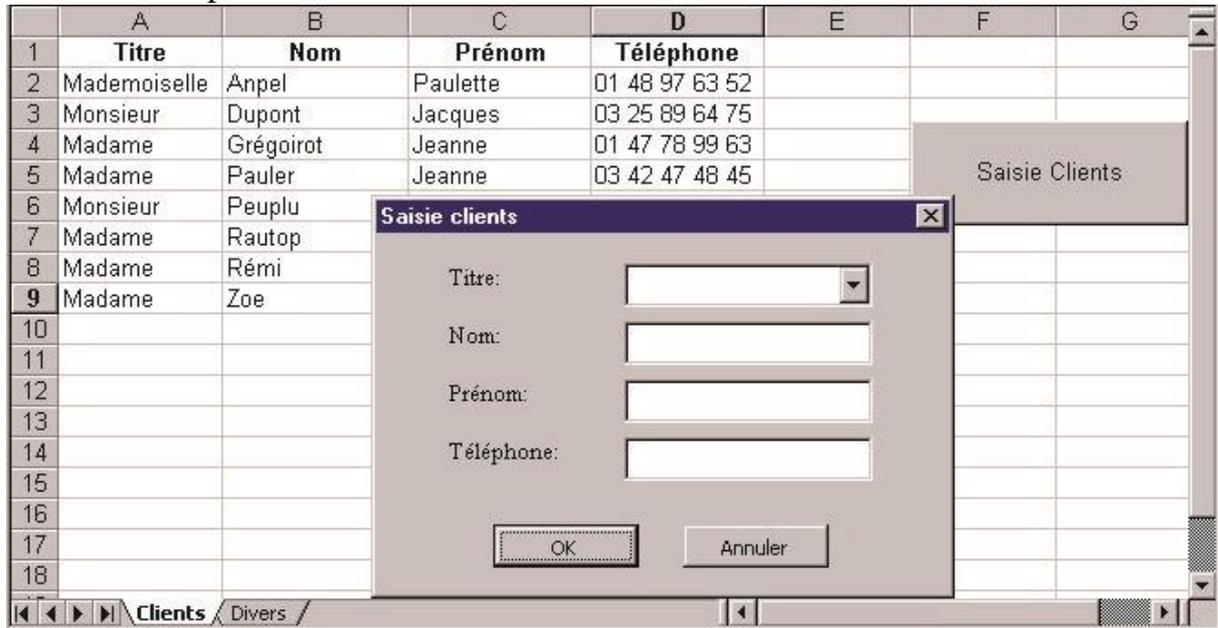 A B C D E F G
1 Titre Nom Prénom Téléphone
2 Mademoiselle Anpel Paulette 01 48 97 63 52
3 Monsieur Dupont Jacques 03 25 89 64 75
4 Madame Grégoirot Jeanne 01 47 78 99 63
5 Madame Pauler Jeanne 03 42 47 48 45
Saisie Clients
6 Monsieur Peuplu
7 Madame Rautop
8 Madame Rémi
9 Madame Zoe
10
11
12
13
14
15
16
17
18
Saisie clients
Titre:
Nom:
Prénom:
Téléphone:
OK Annuler
Clients Divers